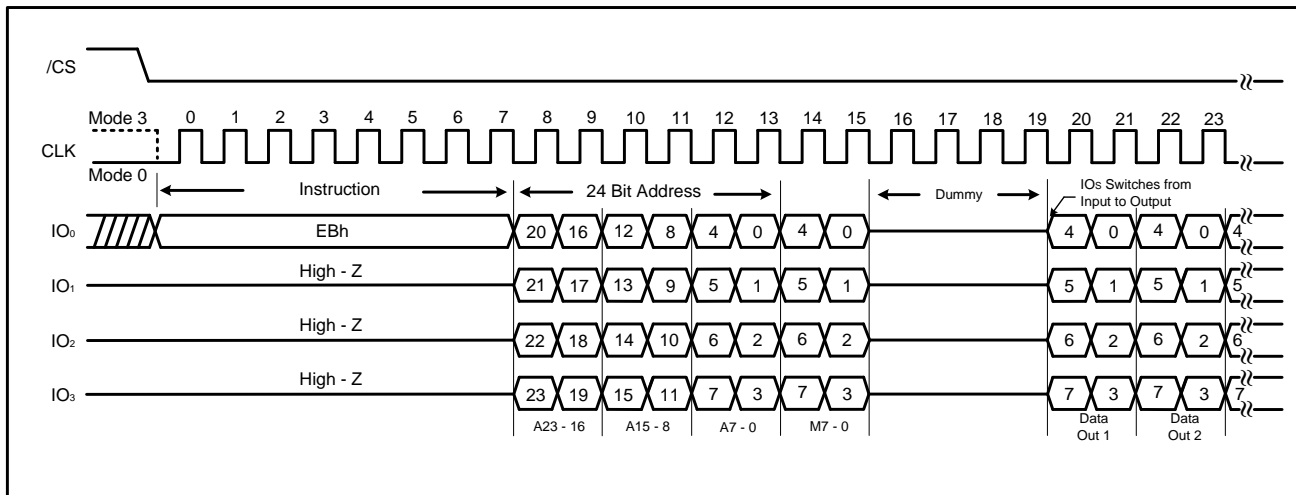 /CS
Mode 3 0 1 2 3 4 5 6 7 8 9 10 11 12 13 14 15 16 17 18 19 20 21 22 23
CLK
Mode 0
Instruction 24 Bit Address Dummy IOs Switches from
Input to Output
IO0 EBh 20 16 12 8 4 0 4 0 4 0 4 0 4
High - Z
IO1 21 17 13 9 5 1 5 1 5 1 5 1 5
High - Z
IO2 22 18 14 10 6 2 6 2 6 2 6 2 6
High - Z
IO3 23 19 15 11 7 3 7 3 7 3 7 3 7
A23 - 16 A15 - 8 A7 - 0 M7 - 0 Data Data
Out 1 Out 2